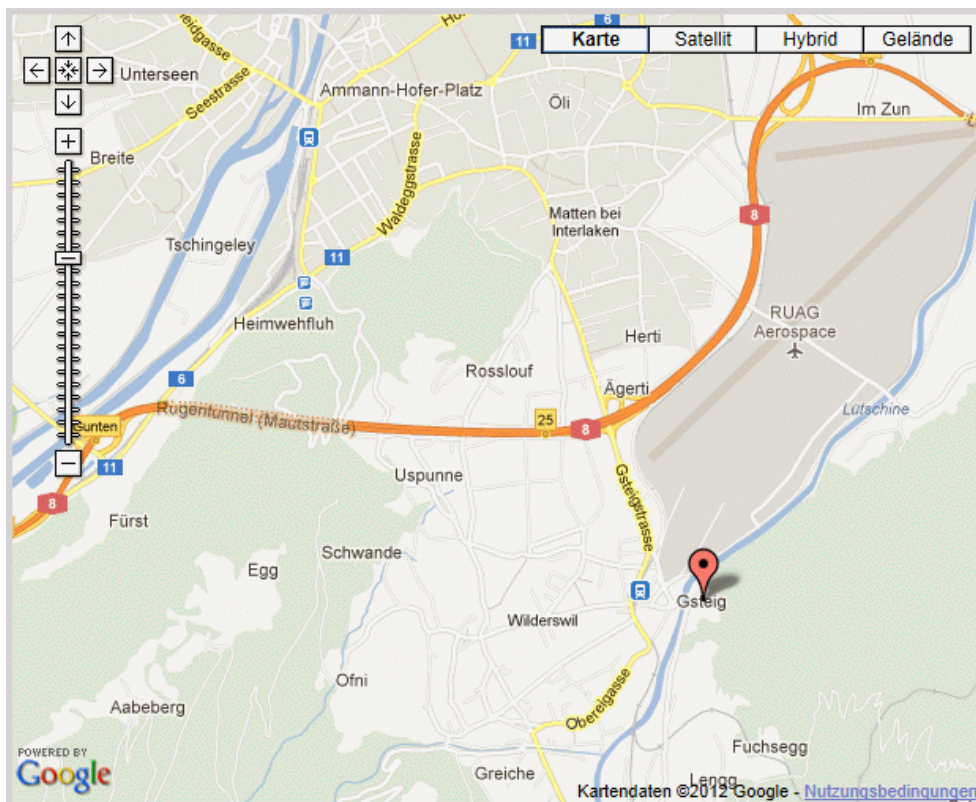 6
11
Karte
Satellit
Hybrid
Gelände
Unterseen
Seestrasse
Ammann-Hofer-Platz
Öli
Im Zun
Breite
Waldeggstrasse
Matten bei
Interlaken
8
Tschingeley
11
RUAG
Aerospace
Heimwehfluh
Herti
Rosslouf
6
Ägerti
Lütschine
Rugentunnel (Mautstraße)
25
8
Gunten
11
Uspunne
Gsteigstrasse
8
Fürst
Schwande
Egg
Gsteig
Wilderswil
Ofni
Aabeberg
Obereigasse
Fuchsegg
POWERED BY
Google
Greiche
Lengg
Kartendaten ©2012 Google - Nutzungsbedingungen